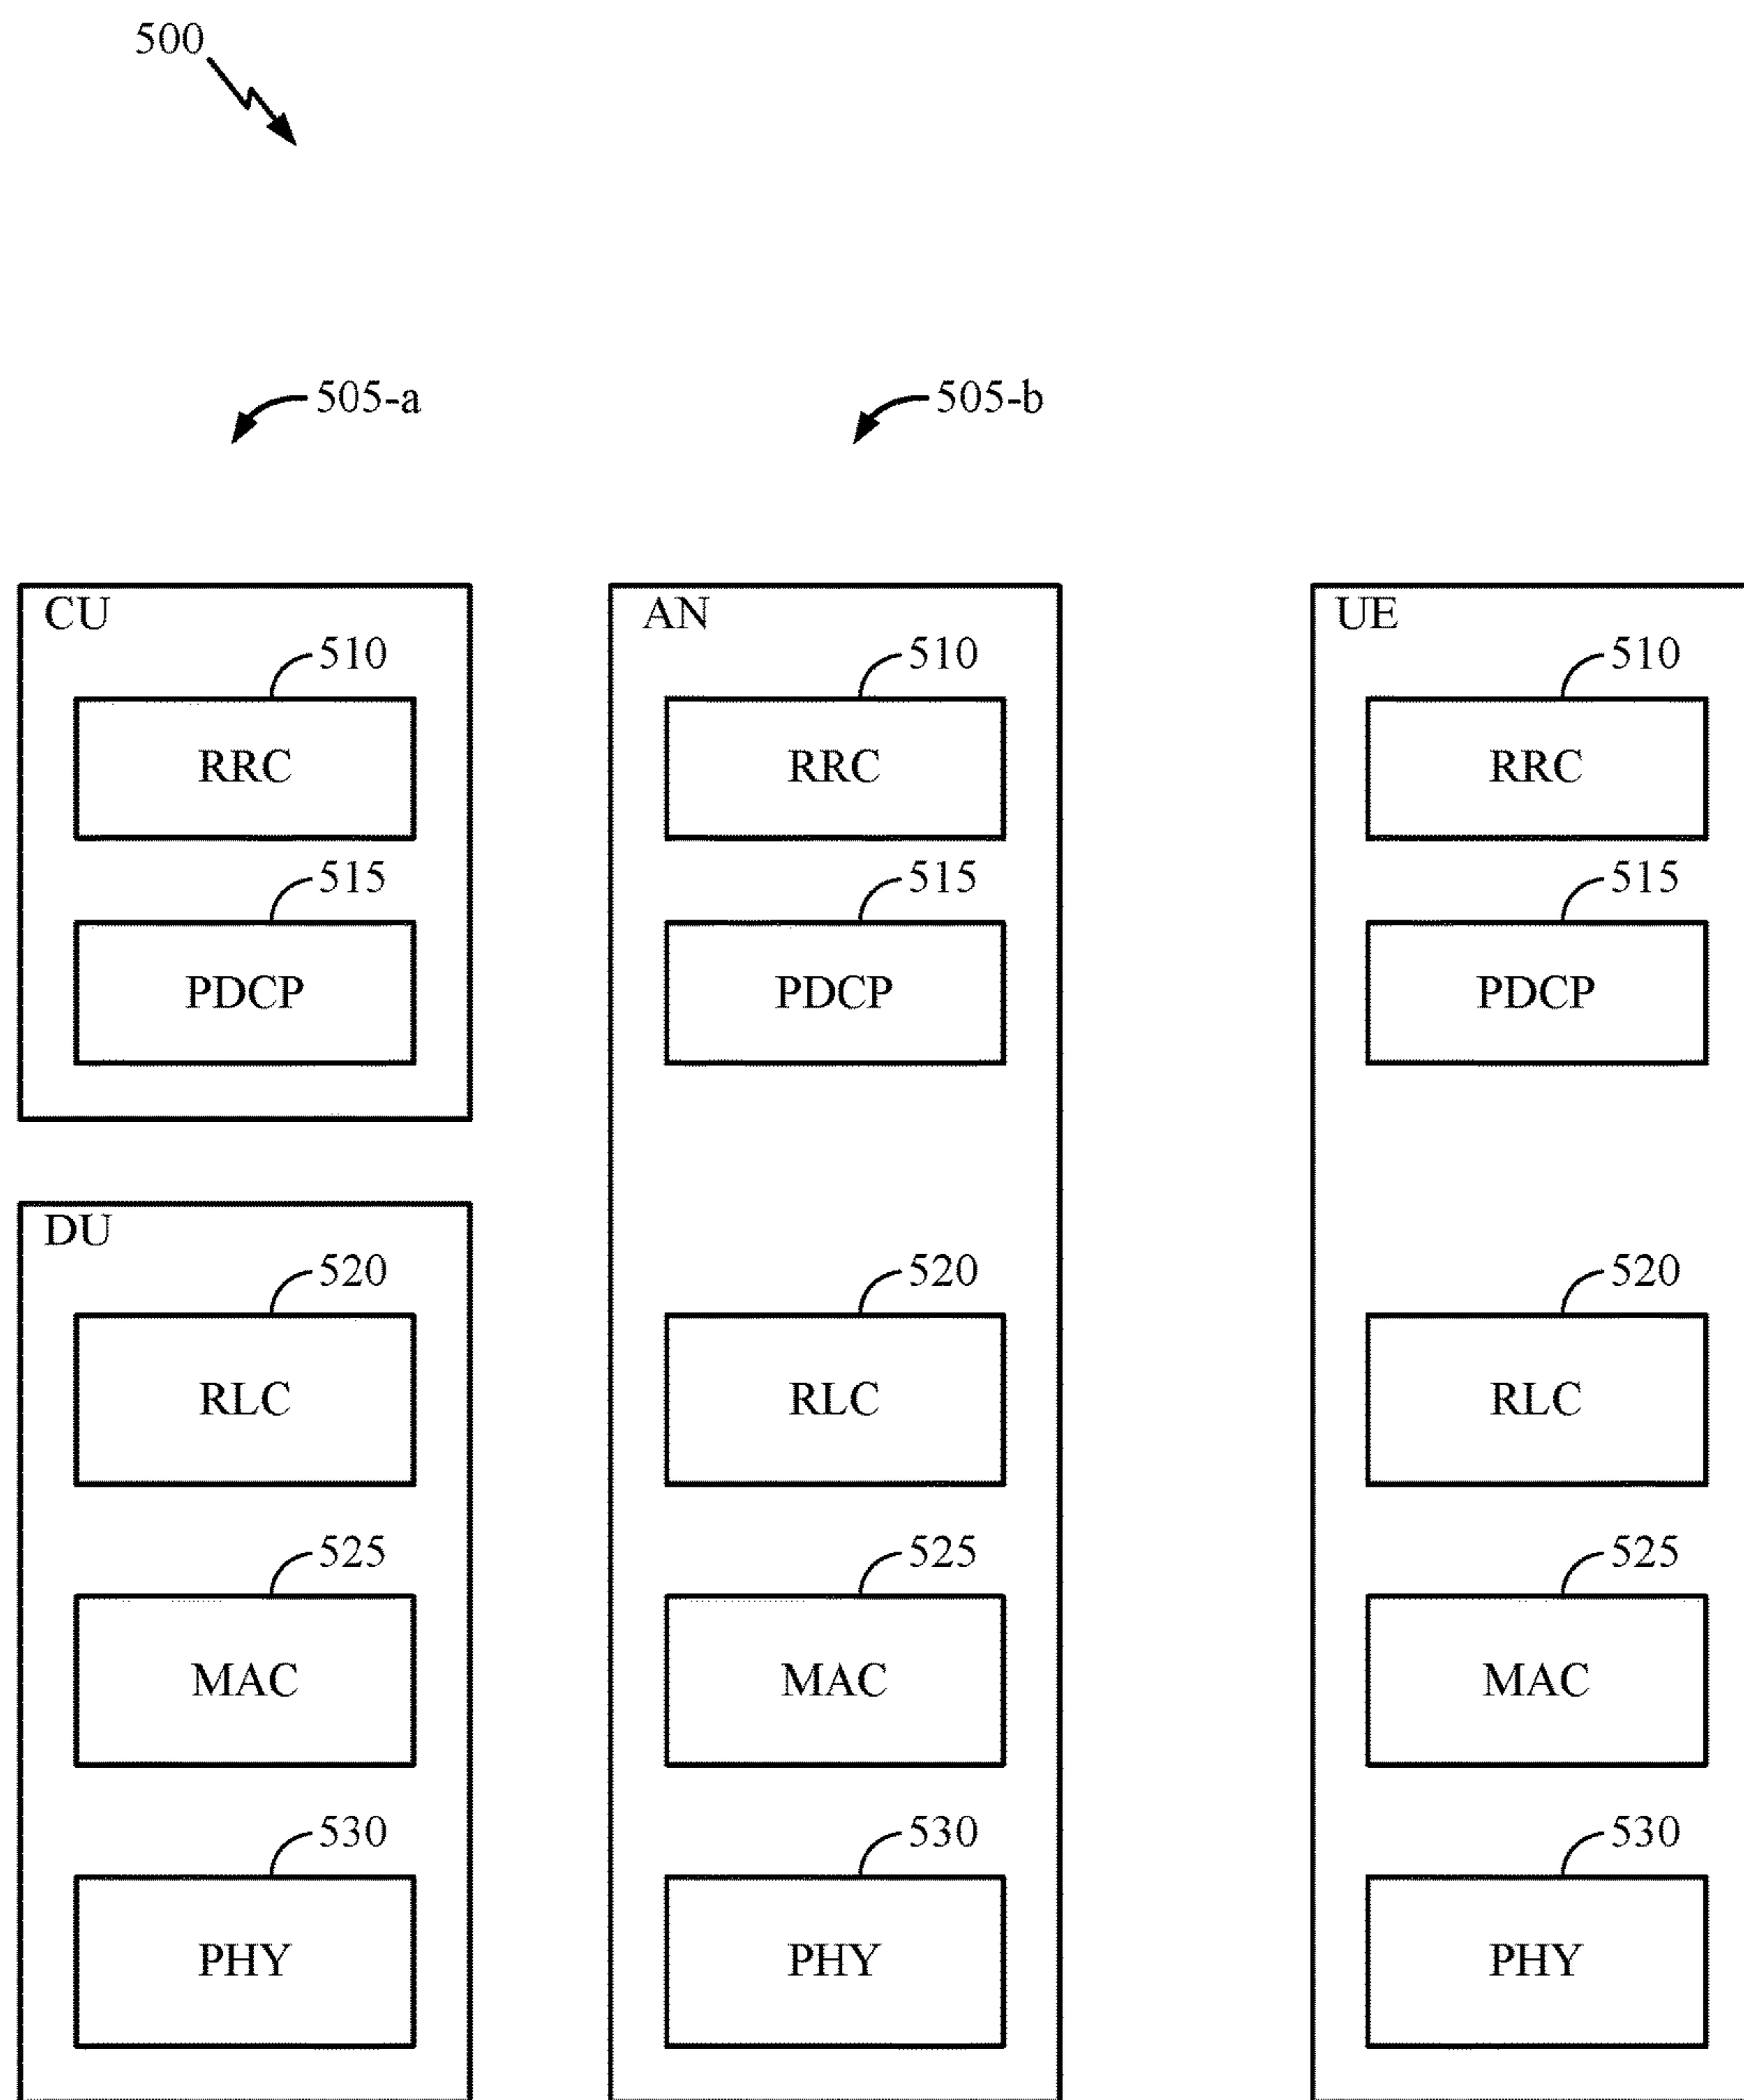 500
505-a 505-b
CU AN UE
510 510 510
RRC RRC RRC
515 515 515
PDCP PDCP PDCP
DU
520 520 520
RLC RLC RLC
525 525 525
MAC MAC MAC
530 530 530
PHY PHY PHY